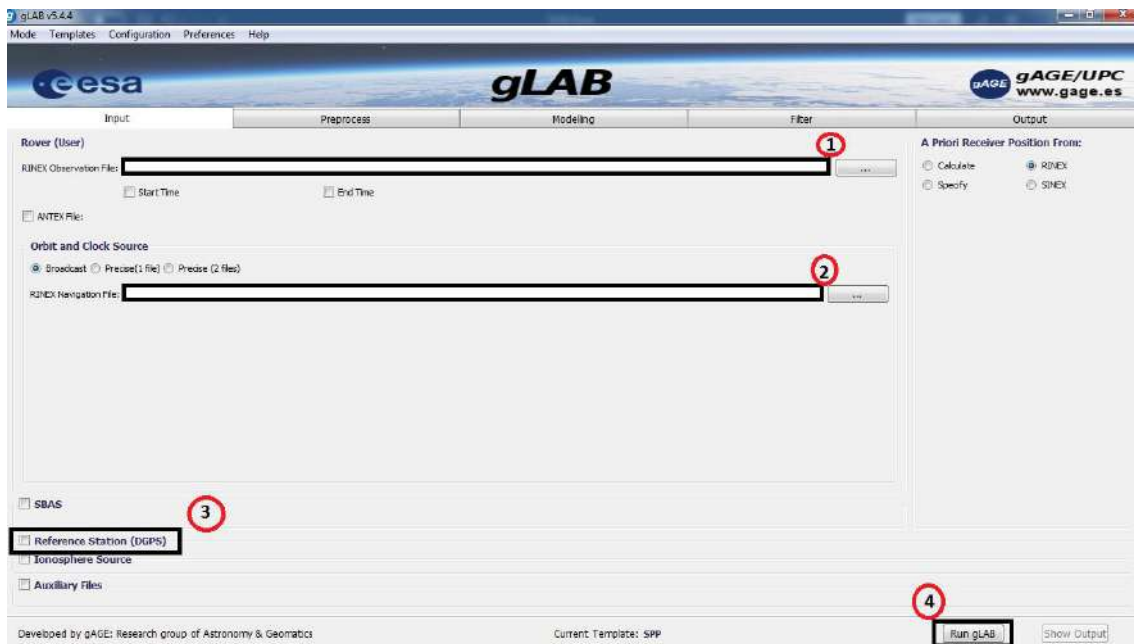 gLAB v5.4.4
Mode Templates Configuration Preferences Help
esa
gLAB
gAGE
gAGE/UPC
www.gage.es
Input Preprocess Modeling Filter Output
Rover (User)
1
A Priori Receiver Position From:
RINEX Observation File:
...
Calculate RINEX
Start Time End Time
Specify SINEX
ANTEX File:
Orbit and Clock Source
Broadcast Precise(1 file) Precise (2 files)
2
RINEX Navigation File:
...
SBAS
3
Reference Station (DGPS)
Ionosphere Source
Auxiliary Files
4
Developed by gAGE: Research group of Astronomy & Geomatics Current Template: SPP Run gLAB Show Output